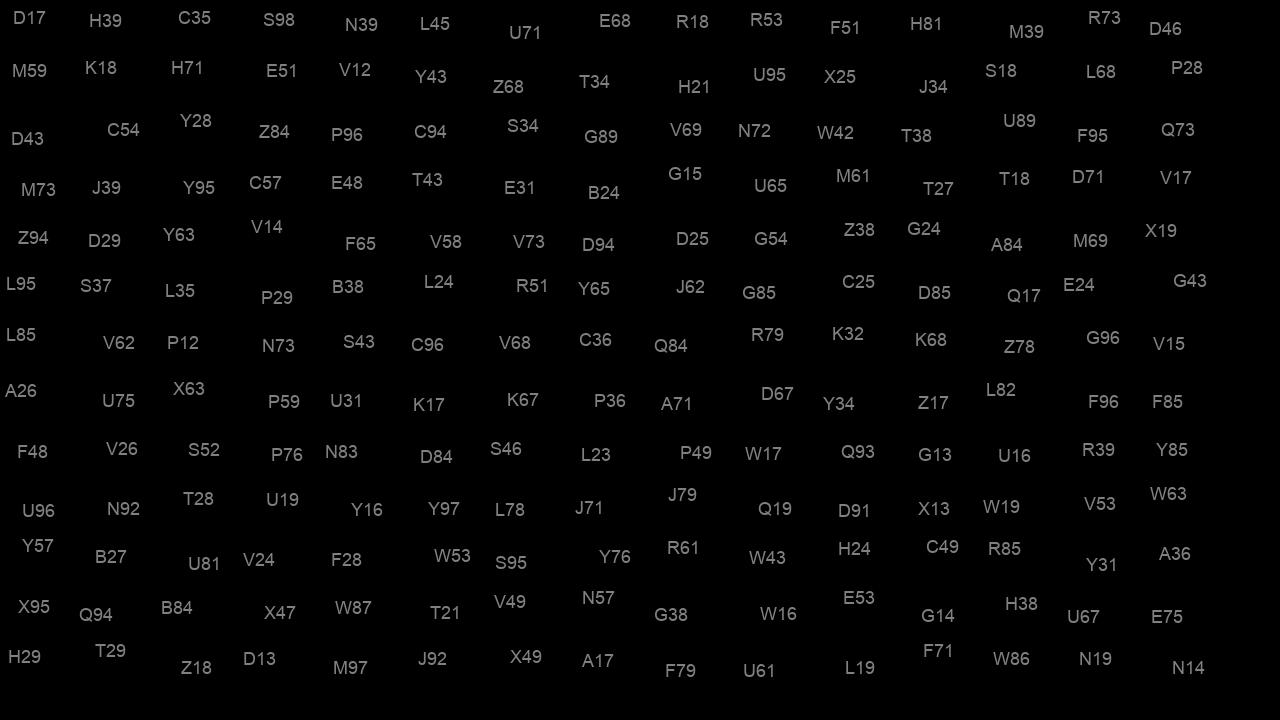 D17 H39 C35 S98 N39 L45 U71 E68 R18 R53 F51 H81 M39 R73 D46
M59 K18 H71 E51 V12 Y43 Z68 T34 H21 U95 X25 J34 S18 L68 P28
D43 C54 Y28 Z84 P96 C94 S34 G89 V69 N72 W42 T38 U89 F95 Q73
M73 J39 Y95 C57 E48 T43 E31 B24 G15 U65 M61 T27 T18 D71 V17
Z94 D29 Y63 V14 F65 V58 V73 D94 D25 G54 Z38 G24 A84 M69 X19
L95 S37 L35 P29 B38 L24 R51 Y65 J62 G85 C25 D85 Q17 E24 G43
L85 V62 P12 N73 S43 C96 V68 C36 Q84 R79 K32 K68 Z78 G96 V15
A26 U75 X63 P59 U31 K17 K67 P36 A71 D67 Y34 Z17 L82 F96 F85
F48 V26 S52 P76 N83 D84 S46 L23 P49 W17 Q93 G13 U16 R39 Y85
U96 N92 T28 U19 Y16 Y97 L78 J71 J79 Q19 D91 X13 W19 V53 W63
Y57 B27 U81 V24 F28 W53 S95 Y76 R61 W43 H24 C49 R85 Y31 A36
X95 Q94 B84 X47 W87 T21 V49 N57 G38 W16 E53 G14 H38 U67 E75
H29 T29 Z18 D13 M97 J92 X49 A17 F79 U61 L19 F71 W86 N19 N14